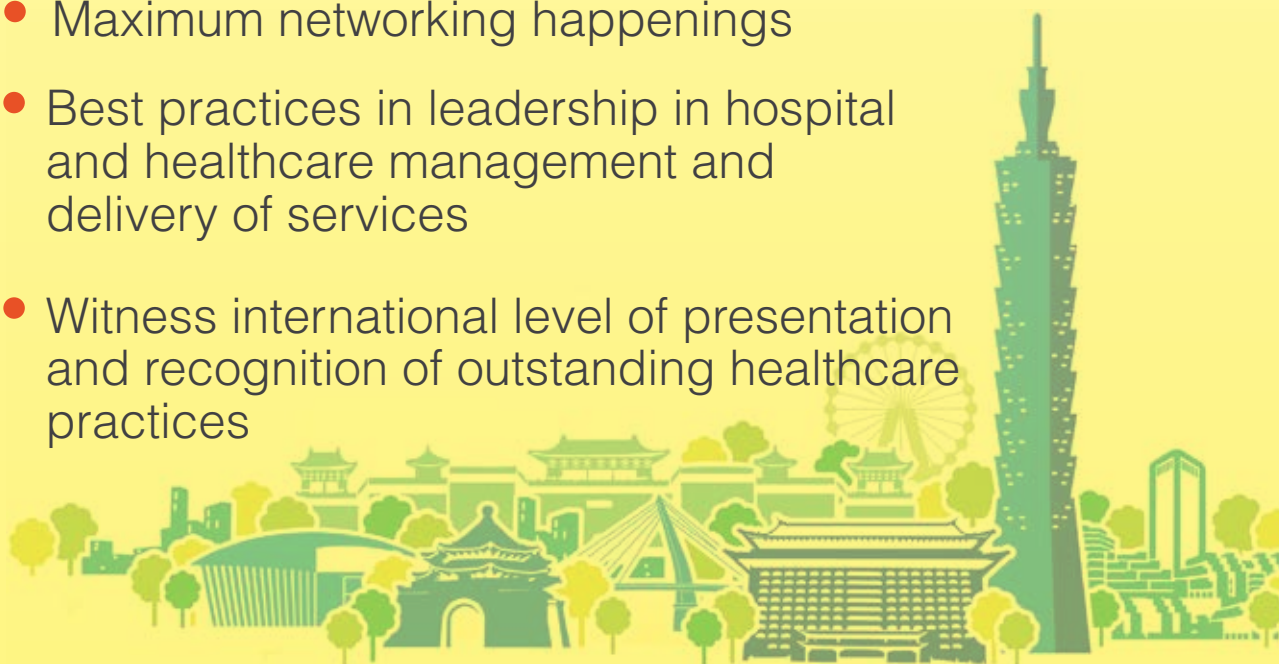 • Maximum networking happenings
• Best practices in leadership in hospital
and healthcare management and
delivery of services
• Witness international level of presentation
and recognition of outstanding healthcare
practices